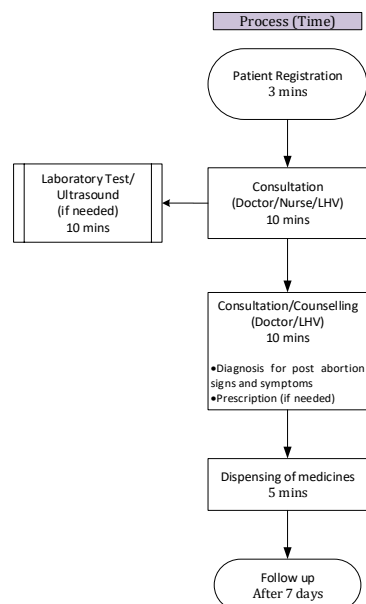 Process (Time)
Patient Registration
3 mins
Laboratory Test/
Ultrasound
(if needed)
10 mins
Consultation
(Doctor/Nurse/LHV)
10 mins
Consultation/Counselling
(Doctor/LHV)
10 mins
•Diagnosis for post abortion
signs and symptoms
•Prescription (if needed)
Dispensing of medicines
5 mins
Follow up
After 7 days